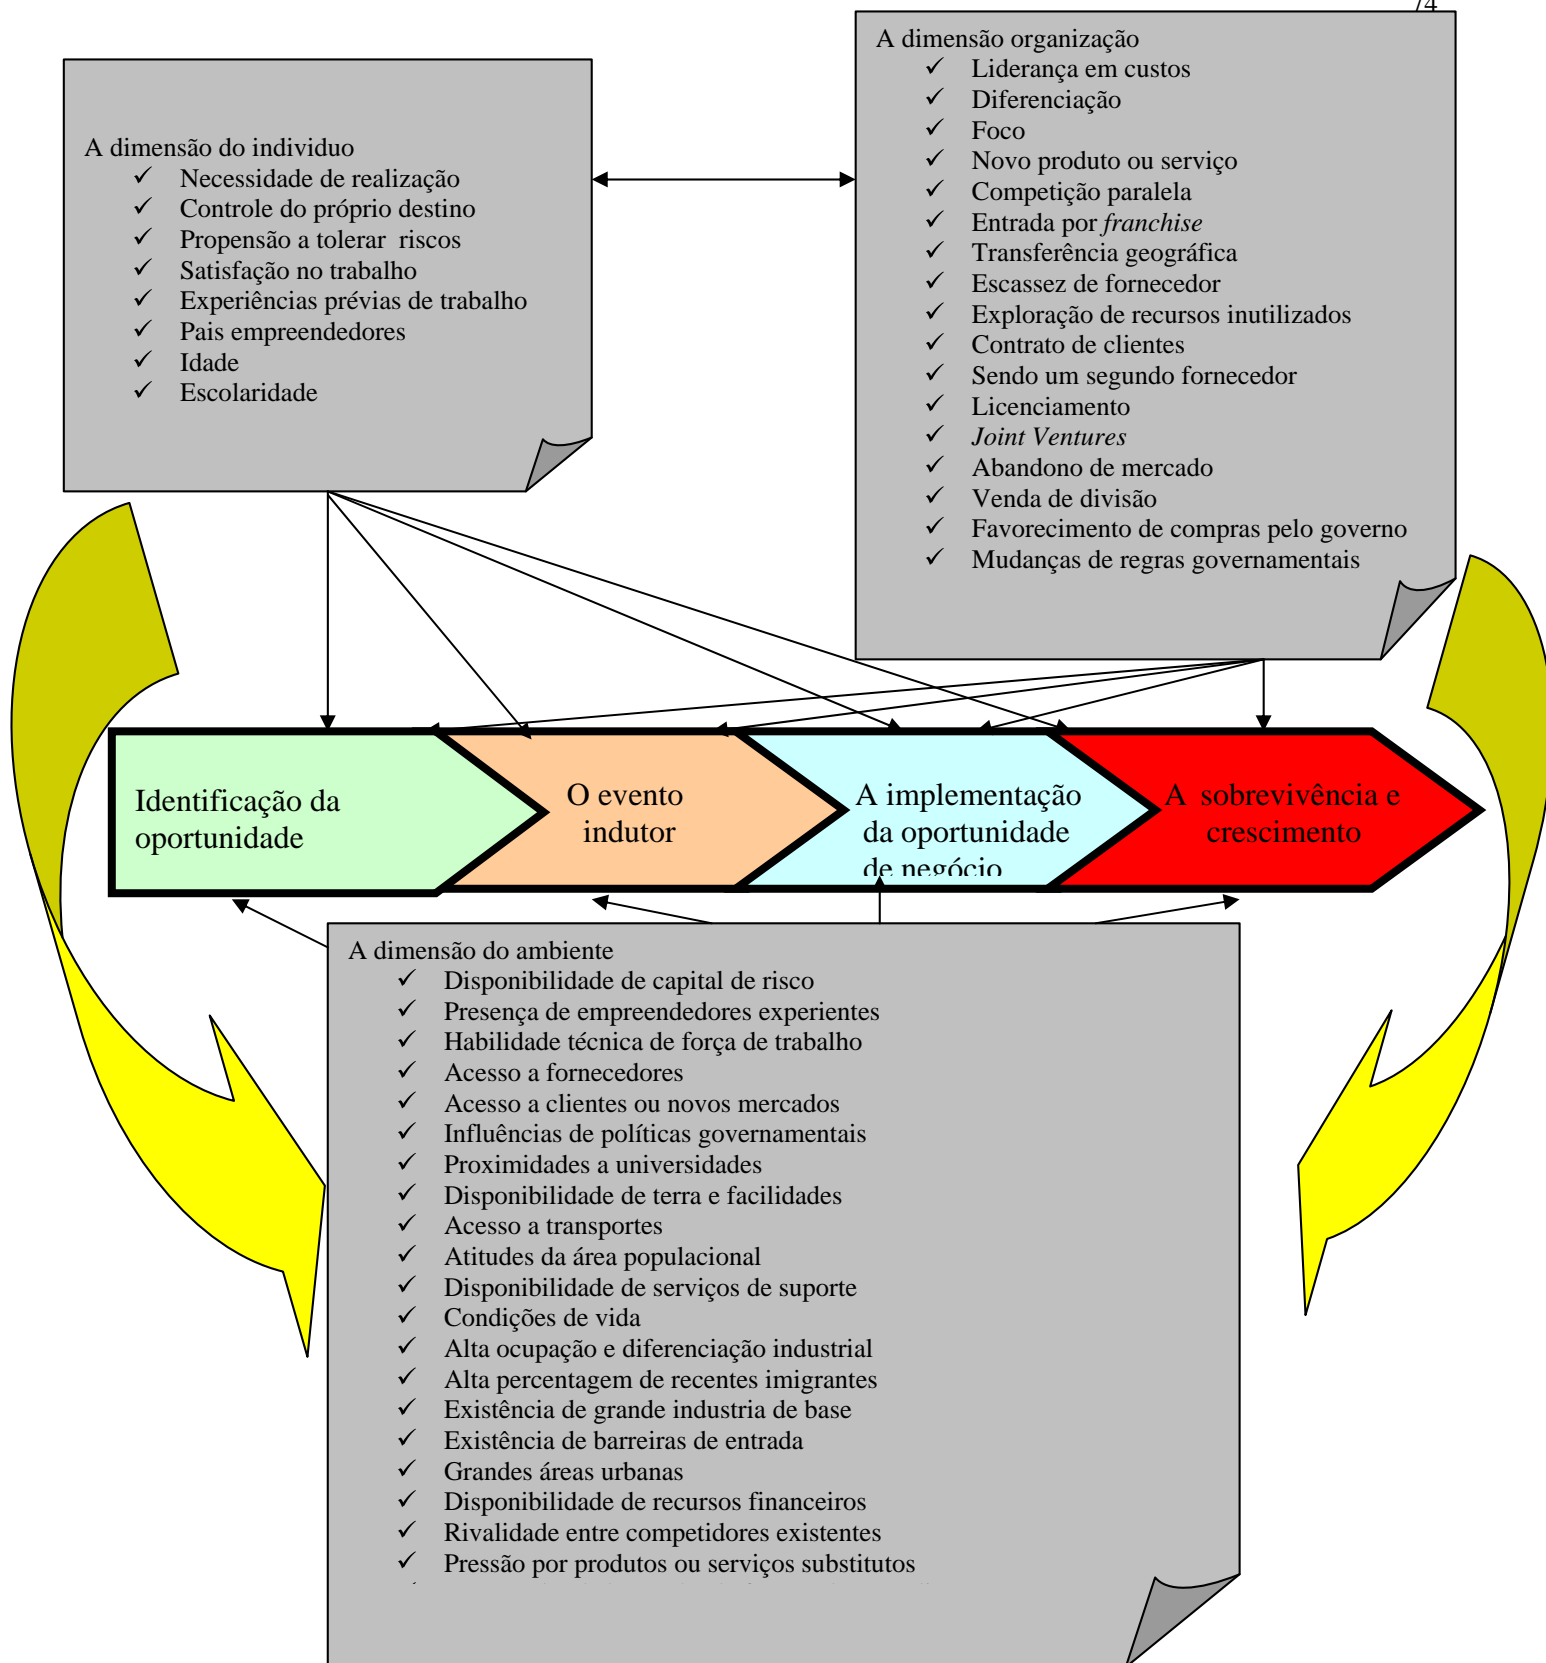 74
A dimensão do individuo
✓ Necessidade de realização
✓ Controle do próprio destino
✓ Propensão a tolerar riscos
✓ Satisfação no trabalho
✓ Experiências prévias de trabalho
✓ Pais empreendedores
✓ Idade
✓ Escolaridade
A dimensão organização
✓ Liderança em custos
✓ Diferenciação
✓ Foco
✓ Novo produto ou serviço
✓ Competição paralela
✓ Entrada por franchise
✓ Transferência geográfica
✓ Escassez de fornecedor
✓ Exploração de recursos inutilizados
✓ Contrato de clientes
✓ Sendo um segundo fornecedor
✓ Licenciamento
✓ Joint Ventures
✓ Abandono de mercado
✓ Venda de divisão
✓ Favorecimento de compras pelo governo
✓ Mudanças de regras governamentais
Identificação da
oportunidade
O evento
indutor
A implementação
da oportunidade
de negócio
A sobrevivência e
crescimento
A dimensão do ambiente
✓ Disponibilidade de capital de risco
✓ Presença de empreendedores experientes
✓ Habilidade técnica de força de trabalho
✓ Acesso a fornecedores
✓ Acesso a clientes ou novos mercados
✓ Influências de políticas governamentais
✓ Proximidades a universidades
✓ Disponibilidade de terra e facilidades
✓ Acesso a transportes
✓ Atitudes da área populacional
✓ Disponibilidade de serviços de suporte
✓ Condições de vida
✓ Alta ocupação e diferenciação industrial
✓ Alta percentagem de recentes imigrantes
✓ Existência de grande industria de base
✓ Existência de barreiras de entrada
✓ Grandes áreas urbanas
✓ Disponibilidade de recursos financeiros
✓ Rivalidade entre competidores existentes
✓ Pressão por produtos ou serviços substitutos